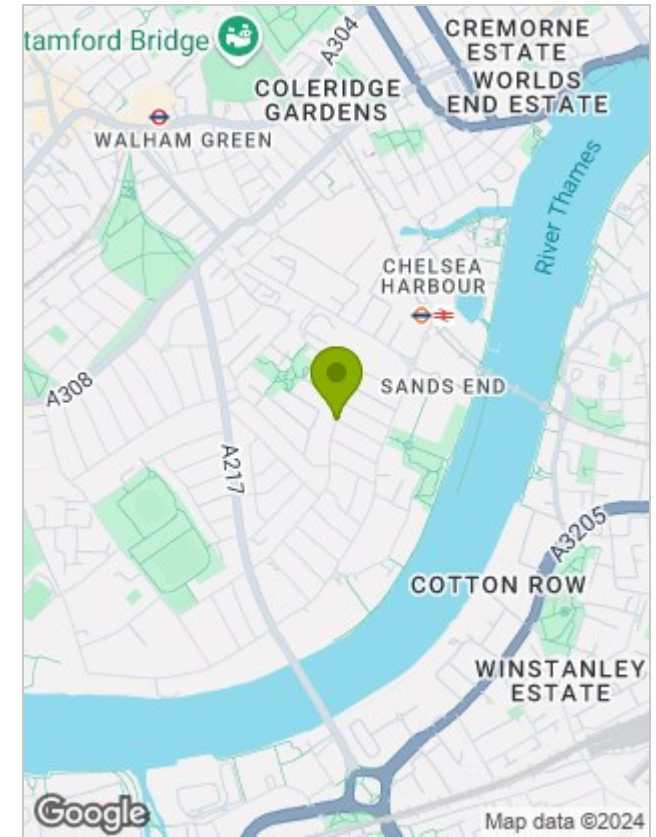 tamford Bridge
A304
CREMORNE
ESTATE
COLERIDGE
GARDENS
WORLDS
END ESTATE
WALHAM GREEN
River Thames
CHELSEA
HARBOUR
SANDS END
A308
A217
A3205
COTTON ROW
WINSTANLEY
ESTATE
Google
Map data ©2024